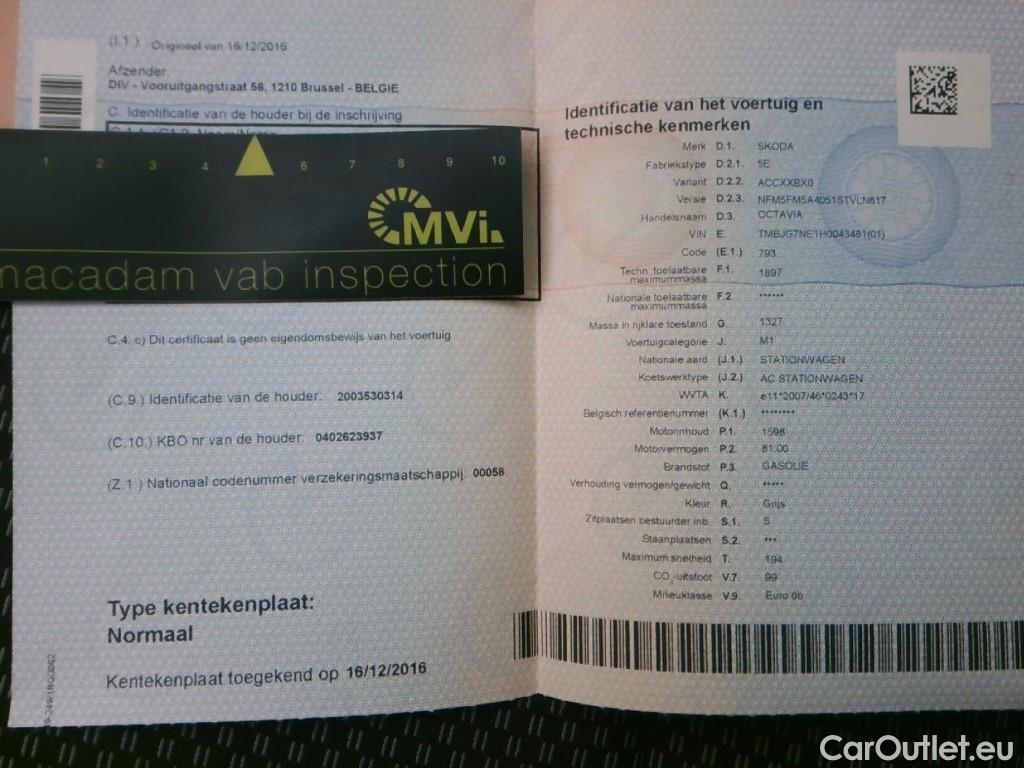 (I.1.) Origineel van 16/12/2016
Afzender:
DIV - Vooruitgangstraat 56, 1210 Brussel - BELGIE
C. Identificatie van de houder bij de inschrijving
1 2 3 4 6 7 8 9 10
MVi
macadam vab inspection
C.4. c) Dit certificaat is geen eigendomsbewijs van het voertuig
(C.9.) Identificatie van de houder: 2003530314
(C.10.) KBO nr van de houder: 0402623937
(Z.1.) Nationaal codenummer verzekeringsmaatschappij: 00058
Type kentekenplaat:
Normaal
Kentekenplaat toegekend op 16/12/2016
Identificatie van het voertuig en
technische kenmerken
Merk D.1. SKODA
Fabriekstype D.2.1. 5E
Variant D.2.2. ACCXXBX0
Versie D.2.3. NFM5FM5A4051STVLN617
Handelsnaam D.3. OCTAVIA
VIN E. TMBJG7NE1H0043481(01)
Code (E.1.) 793
Techn. toelaatbare F.1. 1897
maximummassa
Nationale toelaatbare F.2. ******
maximummassa
Massa in rijklare toestand G. 1327
Voertuigcategorie J. M1
Nationale aard (J.1.) STATIONWAGEN
Koetswerktype (J.2.) AC STATIONWAGEN
WVTA K. e11*2007/46*0243*17
Belgisch referentienummer (K.1.) ********
Motorinhoud P.1. 1598
Motorvermogen P.2. 81.00
Brandstof P.3. GASOLIE
Verhouding vermogen/gewicht Q. *****
Kleur R. Grijs
Zitplaatsen bestuurder inb. S.1. 5
Staanplaatsen S.2. ***
Maximum snelheid T. 194
CO₂-uitstoot V.7. 99
Milieuklasse V.9. Euro 6b
CarOutlet.eu